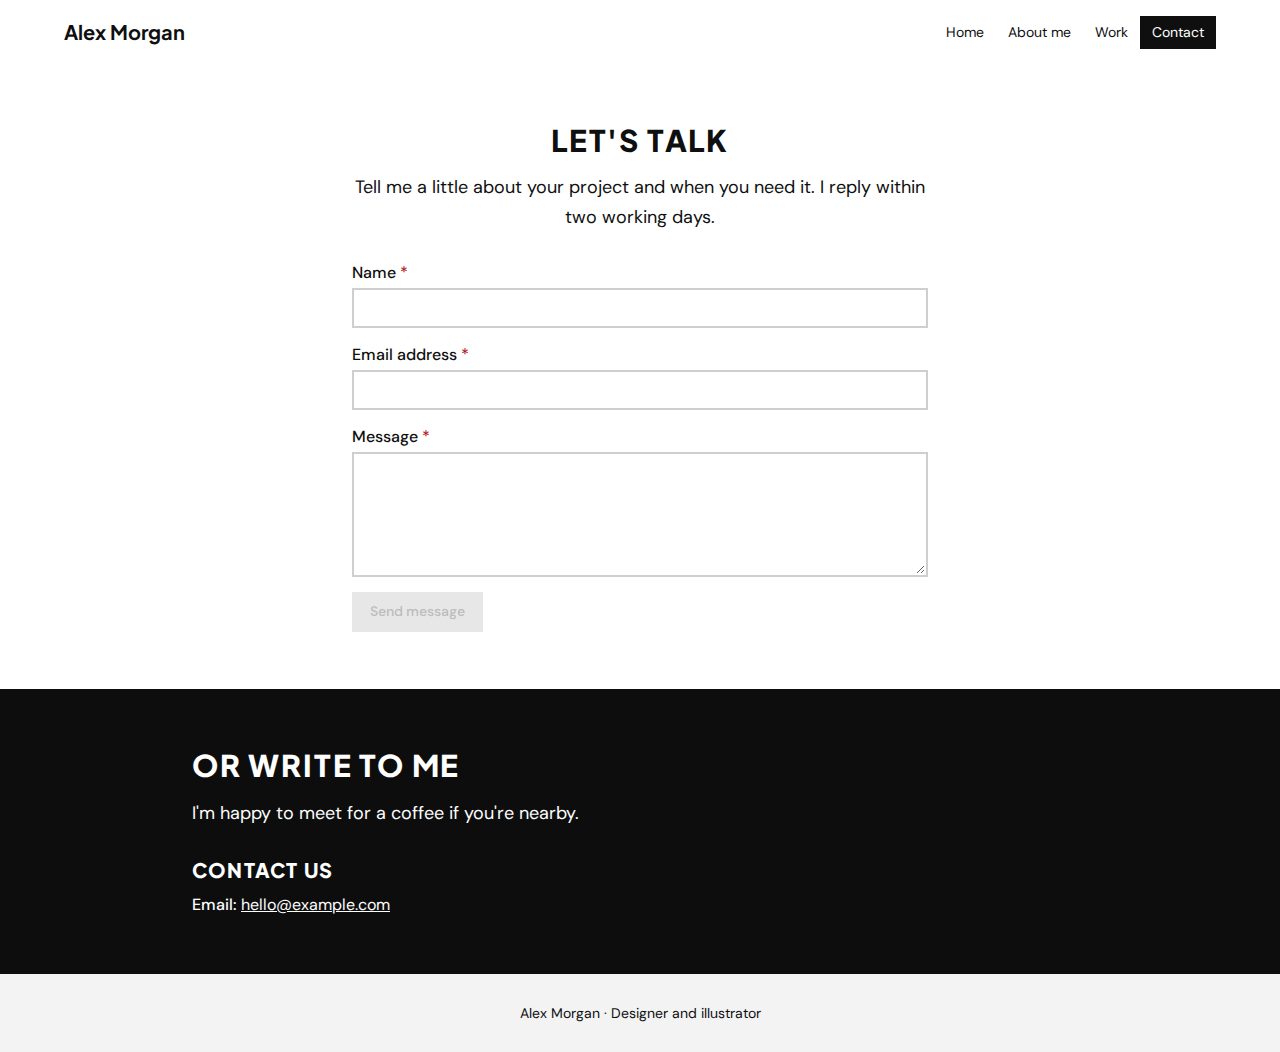 Alex Morgan
Home About me Work Contact
LET'S TALK
Tell me a little about your project and when you need it. I reply within
two working days.
Name *
Email address *
Message *
Send message
OR WRITE TO ME
I'm happy to meet for a coffee if you're nearby.
CONTACT US
Email: hello@example.com
Alex Morgan · Designer and illustrator